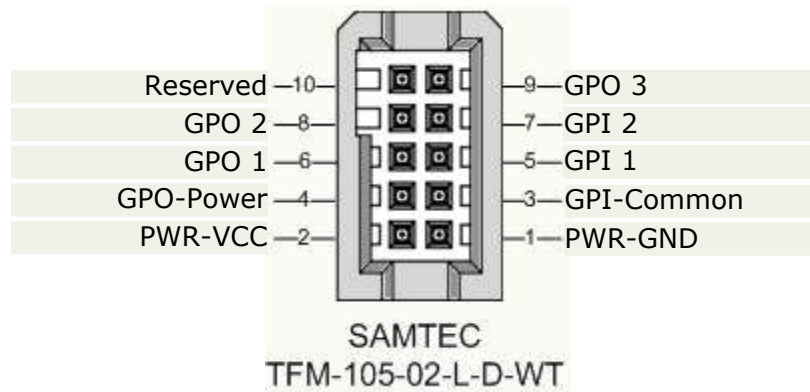 Reserved 10 9 GPO 3
GPO 2 8 7 GPI 2
GPO 1 6 5 GPI 1
GPO-Power 4 3 GPI-Common
PWR-VCC 2 1 PWR-GND
SAMTEC
TFM-105-02-L-D-WT